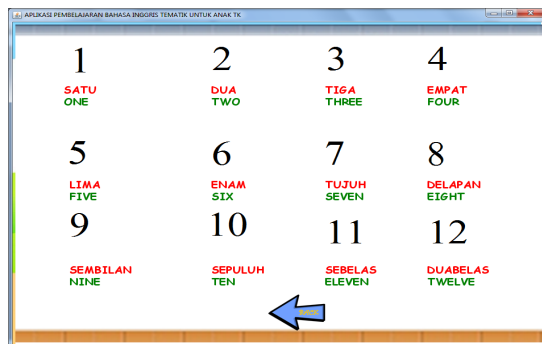 APLIKASI PEMBELAJARAN BAHASA INGGRIS TEMATIK UNTUK ANAK TK
1 2 3 4
SATU DUA TIGA EMPAT
ONE TWO THREE FOUR
5 6 7 8
LIMA ENAM TUJUH DELAPAN
FIVE SIX SEVEN EIGHT
9 10 11 12
SEMBILAN SEPULUH SEBELAS DUABELAS
NINE TEN ELEVEN TWELVE
BACK